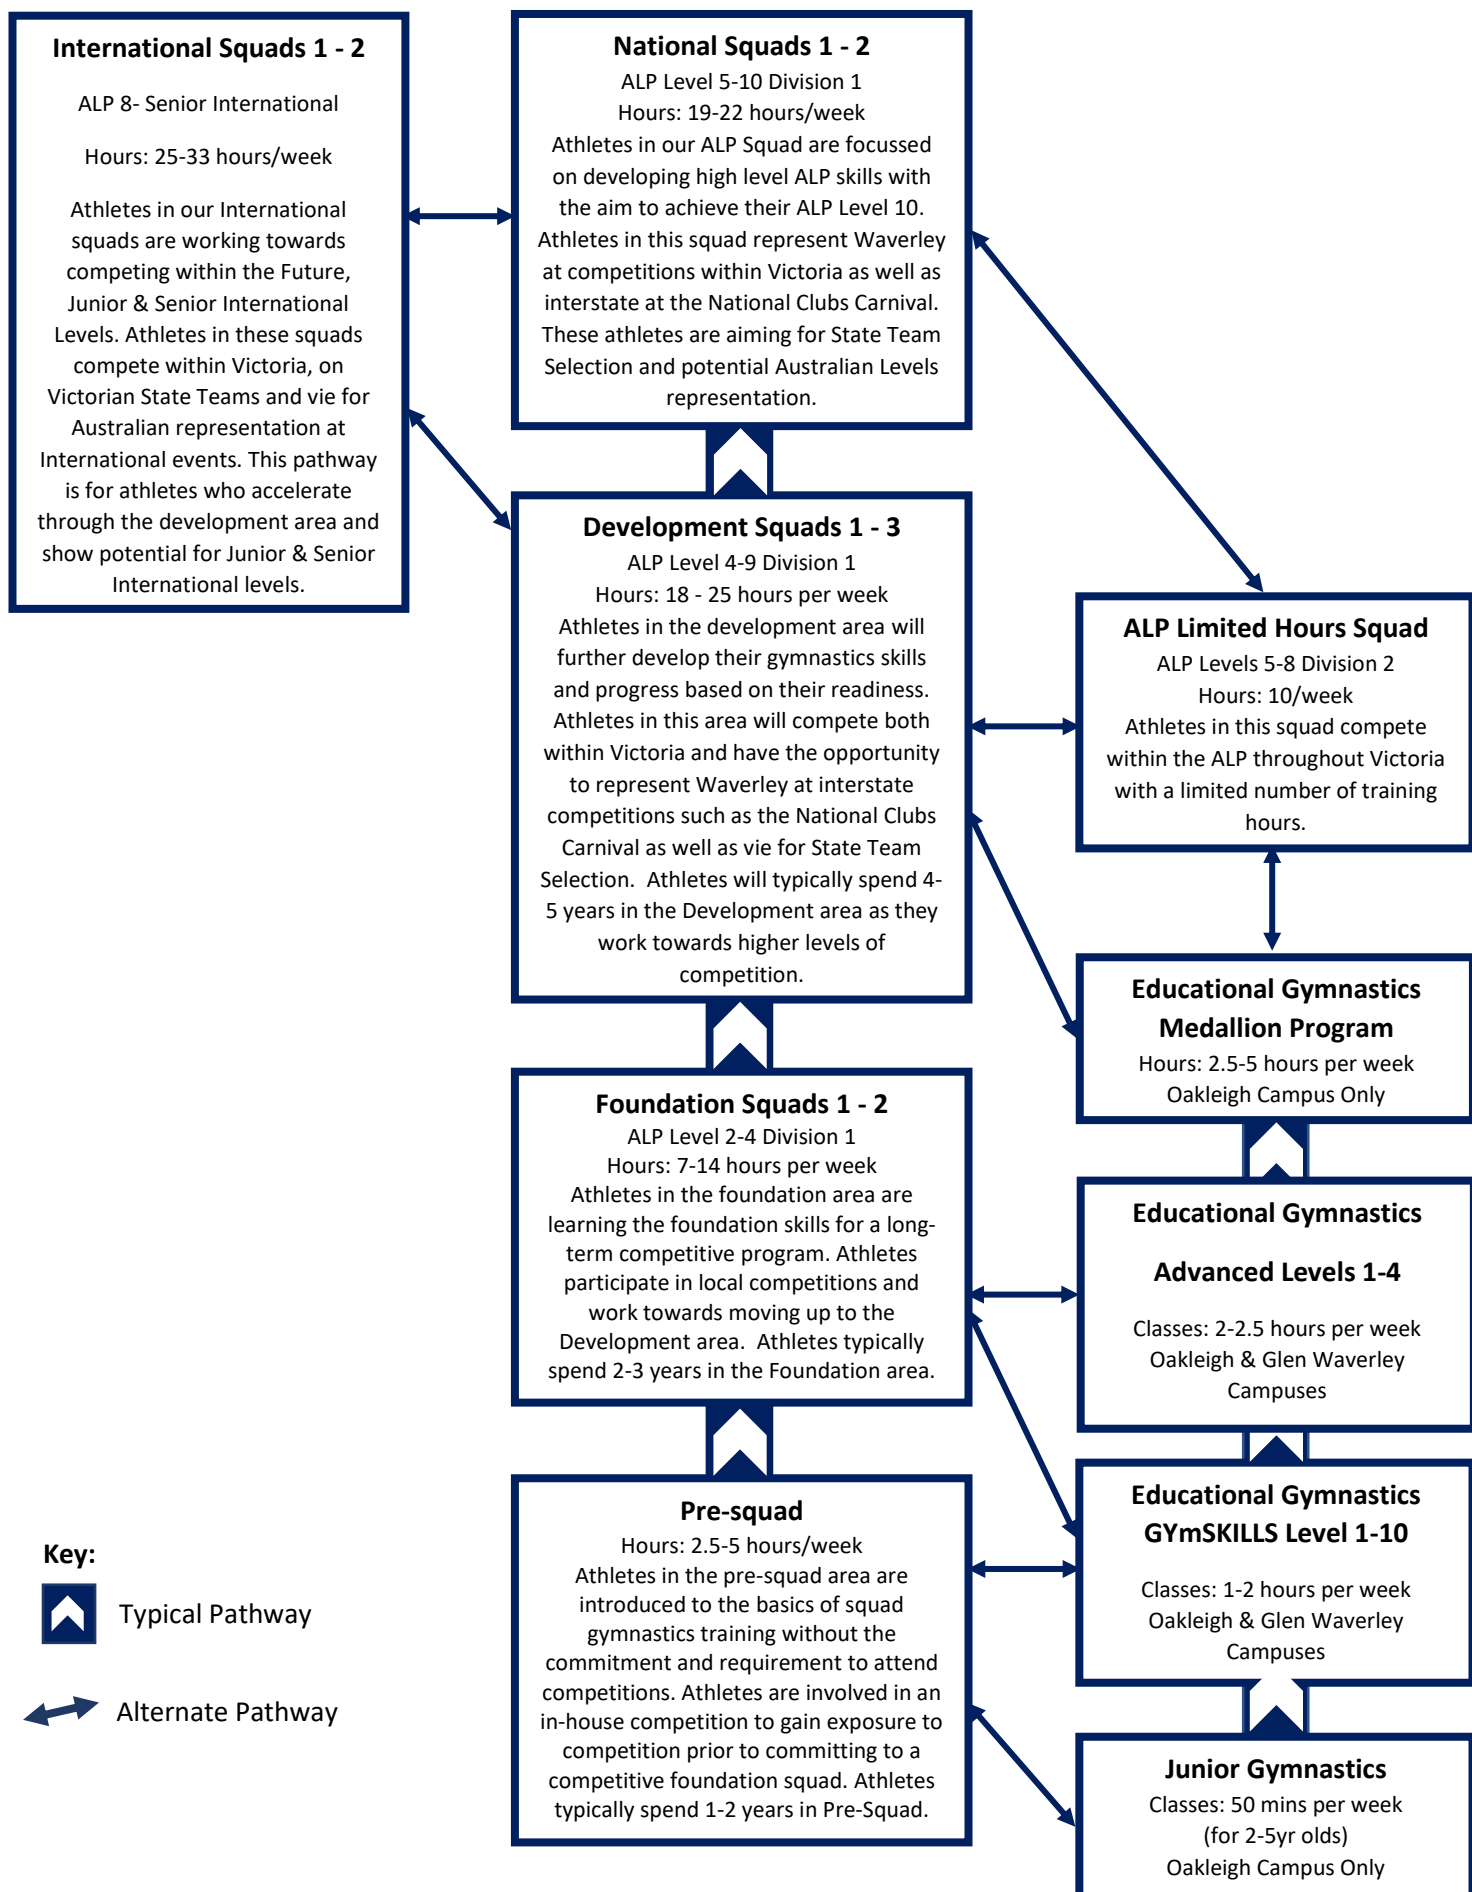 International Squads 1 - 2
ALP 8- Senior International
Hours: 25-33 hours/week
Athletes in our International
squads are working towards
competing within the Future,
Junior & Senior International
Levels. Athletes in these squads
compete within Victoria, on
Victorian State Teams and vie for
Australian representation at
International events. This pathway
is for athletes who accelerate
through the development area and
show potential for Junior & Senior
International levels.
National Squads 1 - 2
ALP Level 5-10 Division 1
Hours: 19-22 hours/week
Athletes in our ALP Squad are focussed
on developing high level ALP skills with
the aim to achieve their ALP Level 10.
Athletes in this squad represent Waverley
at competitions within Victoria as well as
interstate at the National Clubs Carnival.
These athletes are aiming for State Team
Selection and potential Australian Levels
representation.
Development Squads 1 - 3
ALP Level 4-9 Division 1
Hours: 18 - 25 hours per week
Athletes in the development area will
further develop their gymnastics skills
and progress based on their readiness.
Athletes in this area will compete both
within Victoria and have the opportunity
to represent Waverley at interstate
competitions such as the National Clubs
Carnival as well as vie for State Team
Selection.  Athletes will typically spend 4-
5 years in the Development area as they
work towards higher levels of
competition.
ALP Limited Hours Squad
ALP Levels 5-8 Division 2
Hours: 10/week
Athletes in this squad compete
within the ALP throughout Victoria
with a limited number of training
hours.
Educational Gymnastics
Medallion Program
Hours: 2.5-5 hours per week
Oakleigh Campus Only
Foundation Squads 1 - 2
ALP Level 2-4 Division 1
Hours: 7-14 hours per week
Athletes in the foundation area are
learning the foundation skills for a long-
term competitive program. Athletes
participate in local competitions and
work towards moving up to the
Development area.  Athletes typically
spend 2-3 years in the Foundation area.
Educational Gymnastics
Advanced Levels 1-4
Classes: 2-2.5 hours per week
Oakleigh & Glen Waverley
Campuses
Pre-squad
Hours: 2.5-5 hours/week
Athletes in the pre-squad area are
introduced to the basics of squad
gymnastics training without the
commitment and requirement to attend
competitions. Athletes are involved in an
in-house competition to gain exposure to
competition prior to committing to a
competitive foundation squad. Athletes
typically spend 1-2 years in Pre-Squad.
Educational Gymnastics
GYmSKILLS Level 1-10
Classes: 1-2 hours per week
Oakleigh & Glen Waverley
Campuses
Junior Gymnastics
Classes: 50 mins per week
(for 2-5yr olds)
Oakleigh Campus Only
Key:
Typical Pathway
Alternate Pathway